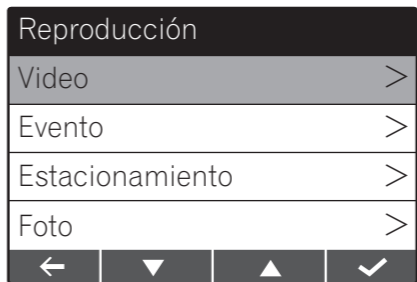 Reproducción
Video >
Evento >
Estacionamiento >
Foto >